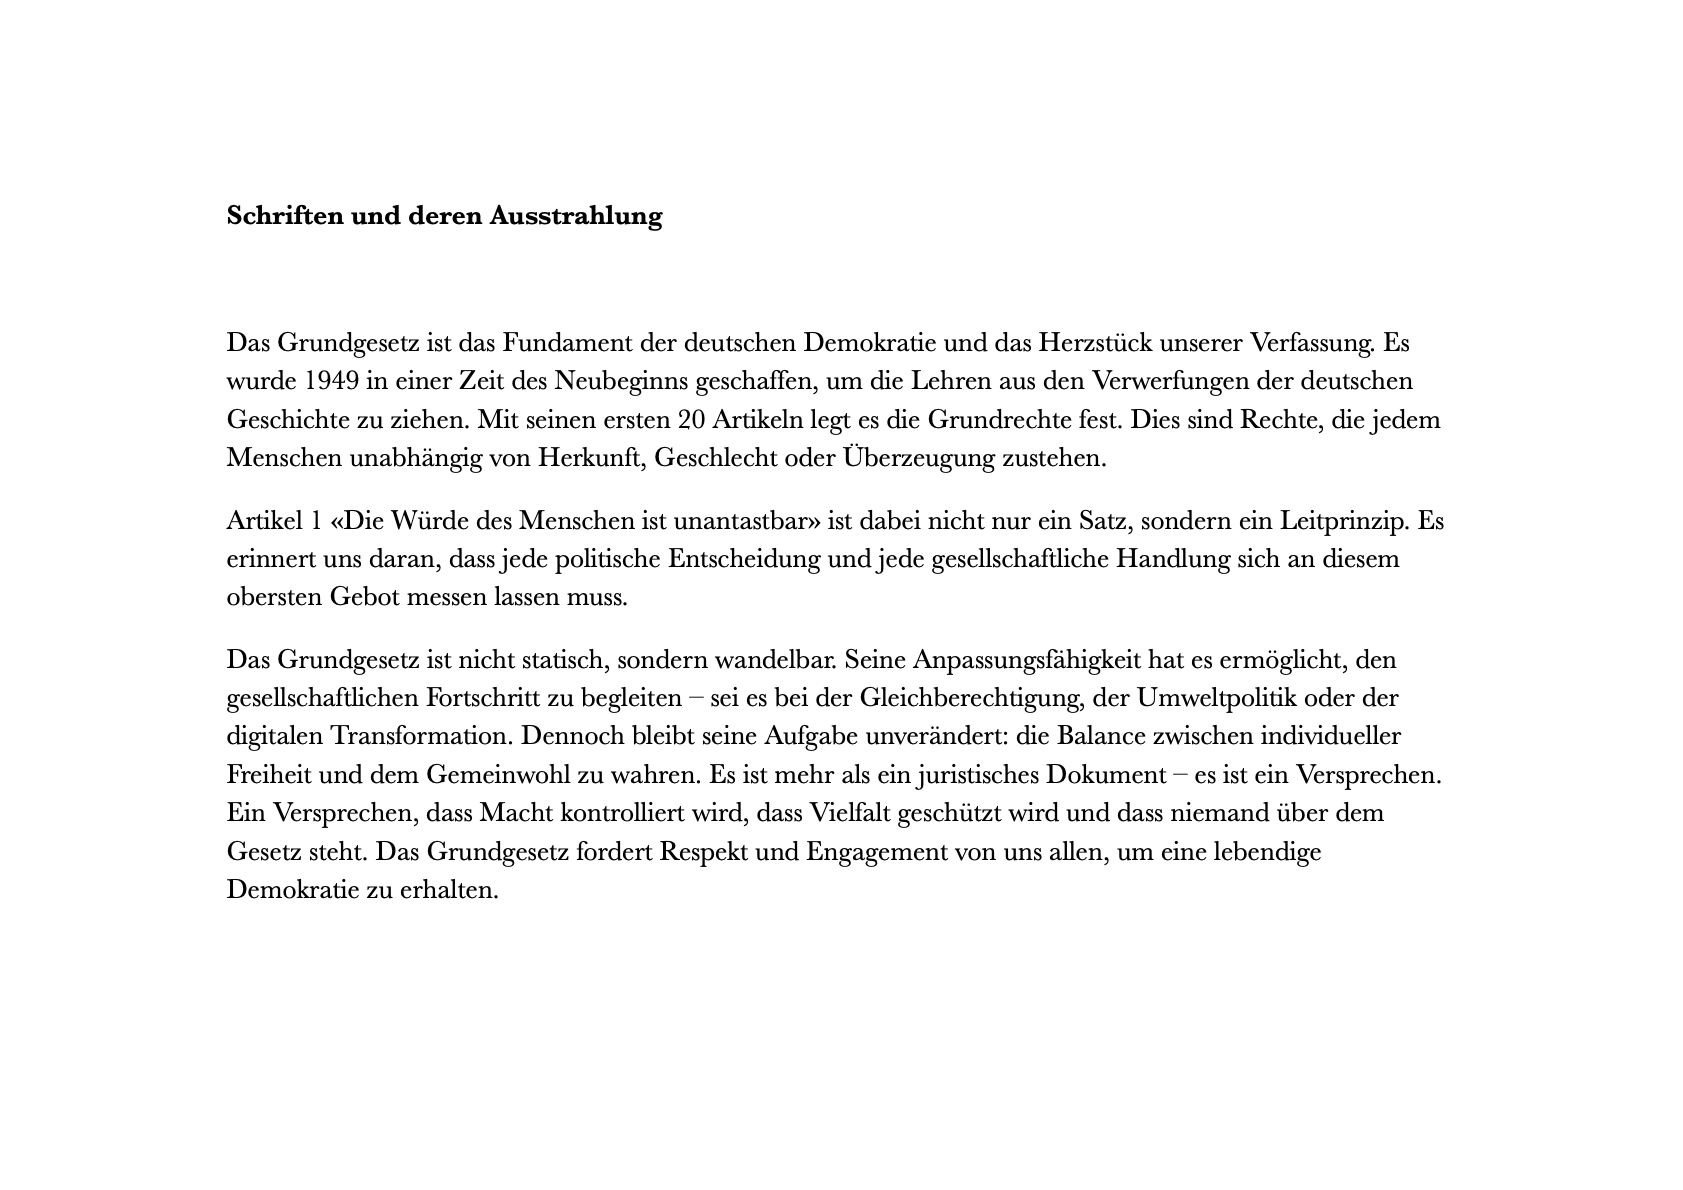 Schriften und deren Ausstrahlung
Das Grundgesetz ist das Fundament der deutschen Demokratie und das Herzstück unserer Verfassung. Es
wurde 1949 in einer Zeit des Neubeginns geschaffen, um die Lehren aus den Verwerfungen der deutschen
Geschichte zu ziehen. Mit seinen ersten 20 Artikeln legt es die Grundrechte fest. Dies sind Rechte, die jedem
Menschen unabhängig von Herkunft, Geschlecht oder Überzeugung zustehen.
Artikel 1 «Die Würde des Menschen ist unantastbar» ist dabei nicht nur ein Satz, sondern ein Leitprinzip. Es
erinnert uns daran, dass jede politische Entscheidung und jede gesellschaftliche Handlung sich an diesem
obersten Gebot messen lassen muss.
Das Grundgesetz ist nicht statisch, sondern wandelbar. Seine Anpassungsfähigkeit hat es ermöglicht, den
gesellschaftlichen Fortschritt zu begleiten – sei es bei der Gleichberechtigung, der Umweltpolitik oder der
digitalen Transformation. Dennoch bleibt seine Aufgabe unverändert: die Balance zwischen individueller
Freiheit und dem Gemeinwohl zu wahren. Es ist mehr als ein juristisches Dokument – es ist ein Versprechen.
Ein Versprechen, dass Macht kontrolliert wird, dass Vielfalt geschützt wird und dass niemand über dem
Gesetz steht. Das Grundgesetz fordert Respekt und Engagement von uns allen, um eine lebendige
Demokratie zu erhalten.